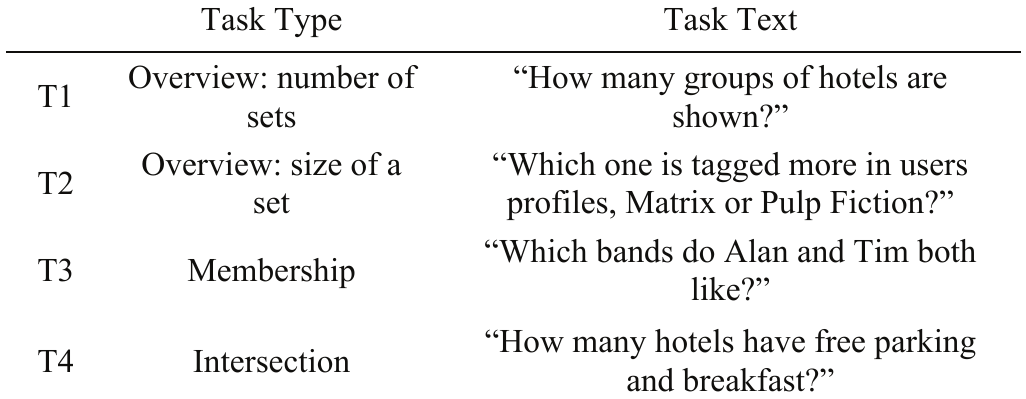 Task Type Task Text
T1 Overview: number of sets “How many groups of hotels are shown?”
T2 Overview: size of a set “Which one is tagged more in users profiles, Matrix or Pulp Fiction?”
T3 Membership “Which bands do Alan and Tim both like?”
T4 Intersection “How many hotels have free parking and breakfast?”